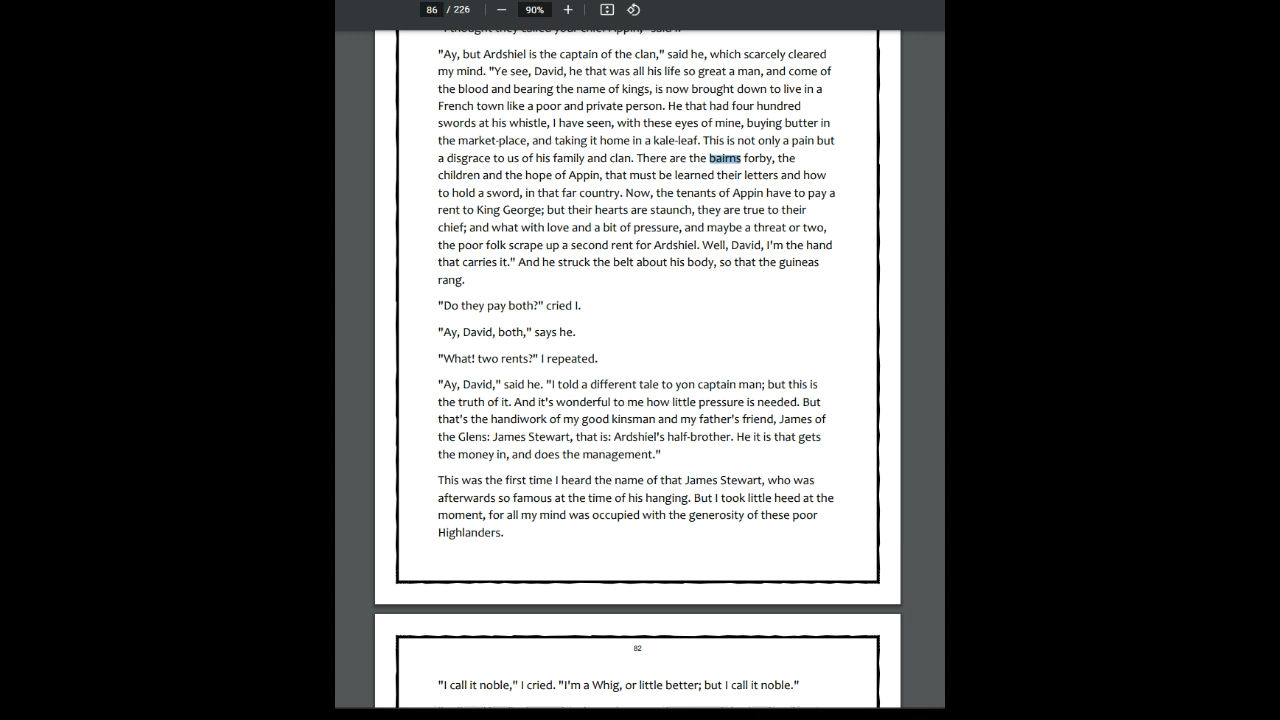 86 / 226 — 90% +
"I thought they called your chief Appin," said I.
"Ay, but Ardshiel is the captain of the clan," said he, which scarcely cleared
my mind. "Ye see, David, he that was all his life so great a man, and come of
the blood and bearing the name of kings, is now brought down to live in a
French town like a poor and private person. He that had four hundred
swords at his whistle, I have seen, with these eyes of mine, buying butter in
the market-place, and taking it home in a kale-leaf. This is not only a pain but
a disgrace to us of his family and clan. There are the bairns forby, the
children and the hope of Appin, that must be learned their letters and how
to hold a sword, in that far country. Now, the tenants of Appin have to pay a
rent to King George; but their hearts are staunch, they are true to their
chief; and what with love and a bit of pressure, and maybe a threat or two,
the poor folk scrape up a second rent for Ardshiel. Well, David, I'm the hand
that carries it." And he struck the belt about his body, so that the guineas
rang.
"Do they pay both?" cried I.
"Ay, David, both," says he.
"What! two rents?" I repeated.
"Ay, David," said he. "I told a different tale to yon captain man; but this is
the truth of it. And it's wonderful to me how little pressure is needed. But
that's the handiwork of my good kinsman and my father's friend, James of
the Glens: James Stewart, that is: Ardshiel's half-brother. He it is that gets
the money in, and does the management."
This was the first time I heard the name of that James Stewart, who was
afterwards so famous at the time of his hanging. But I took little heed at the
moment, for all my mind was occupied with the generosity of these poor
Highlanders.
82
"I call it noble," I cried. "I'm a Whig, or little better; but I call it noble."